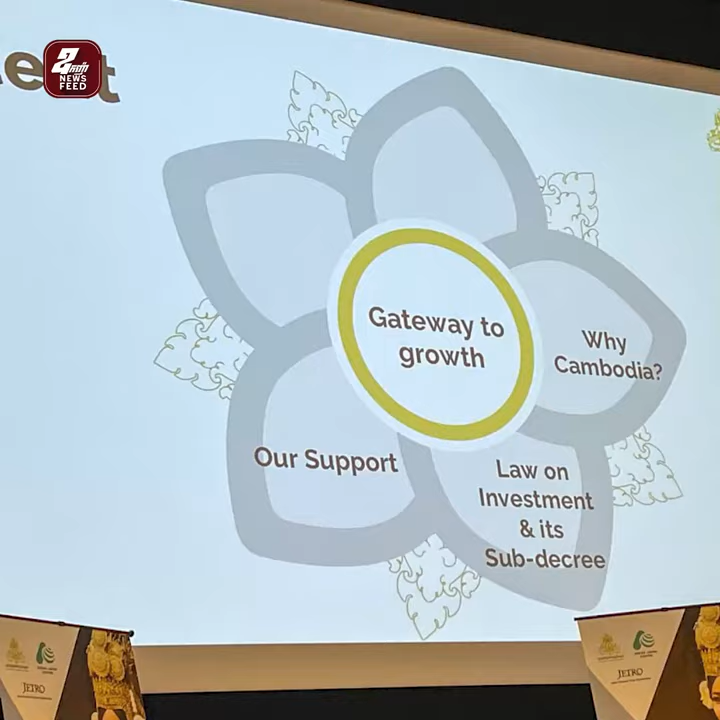 NEWS
FEED
Gateway to
growth
Why
Cambodia?
Our Support
Law on
Investment
& its
Sub-decree
JETRO
JETRO